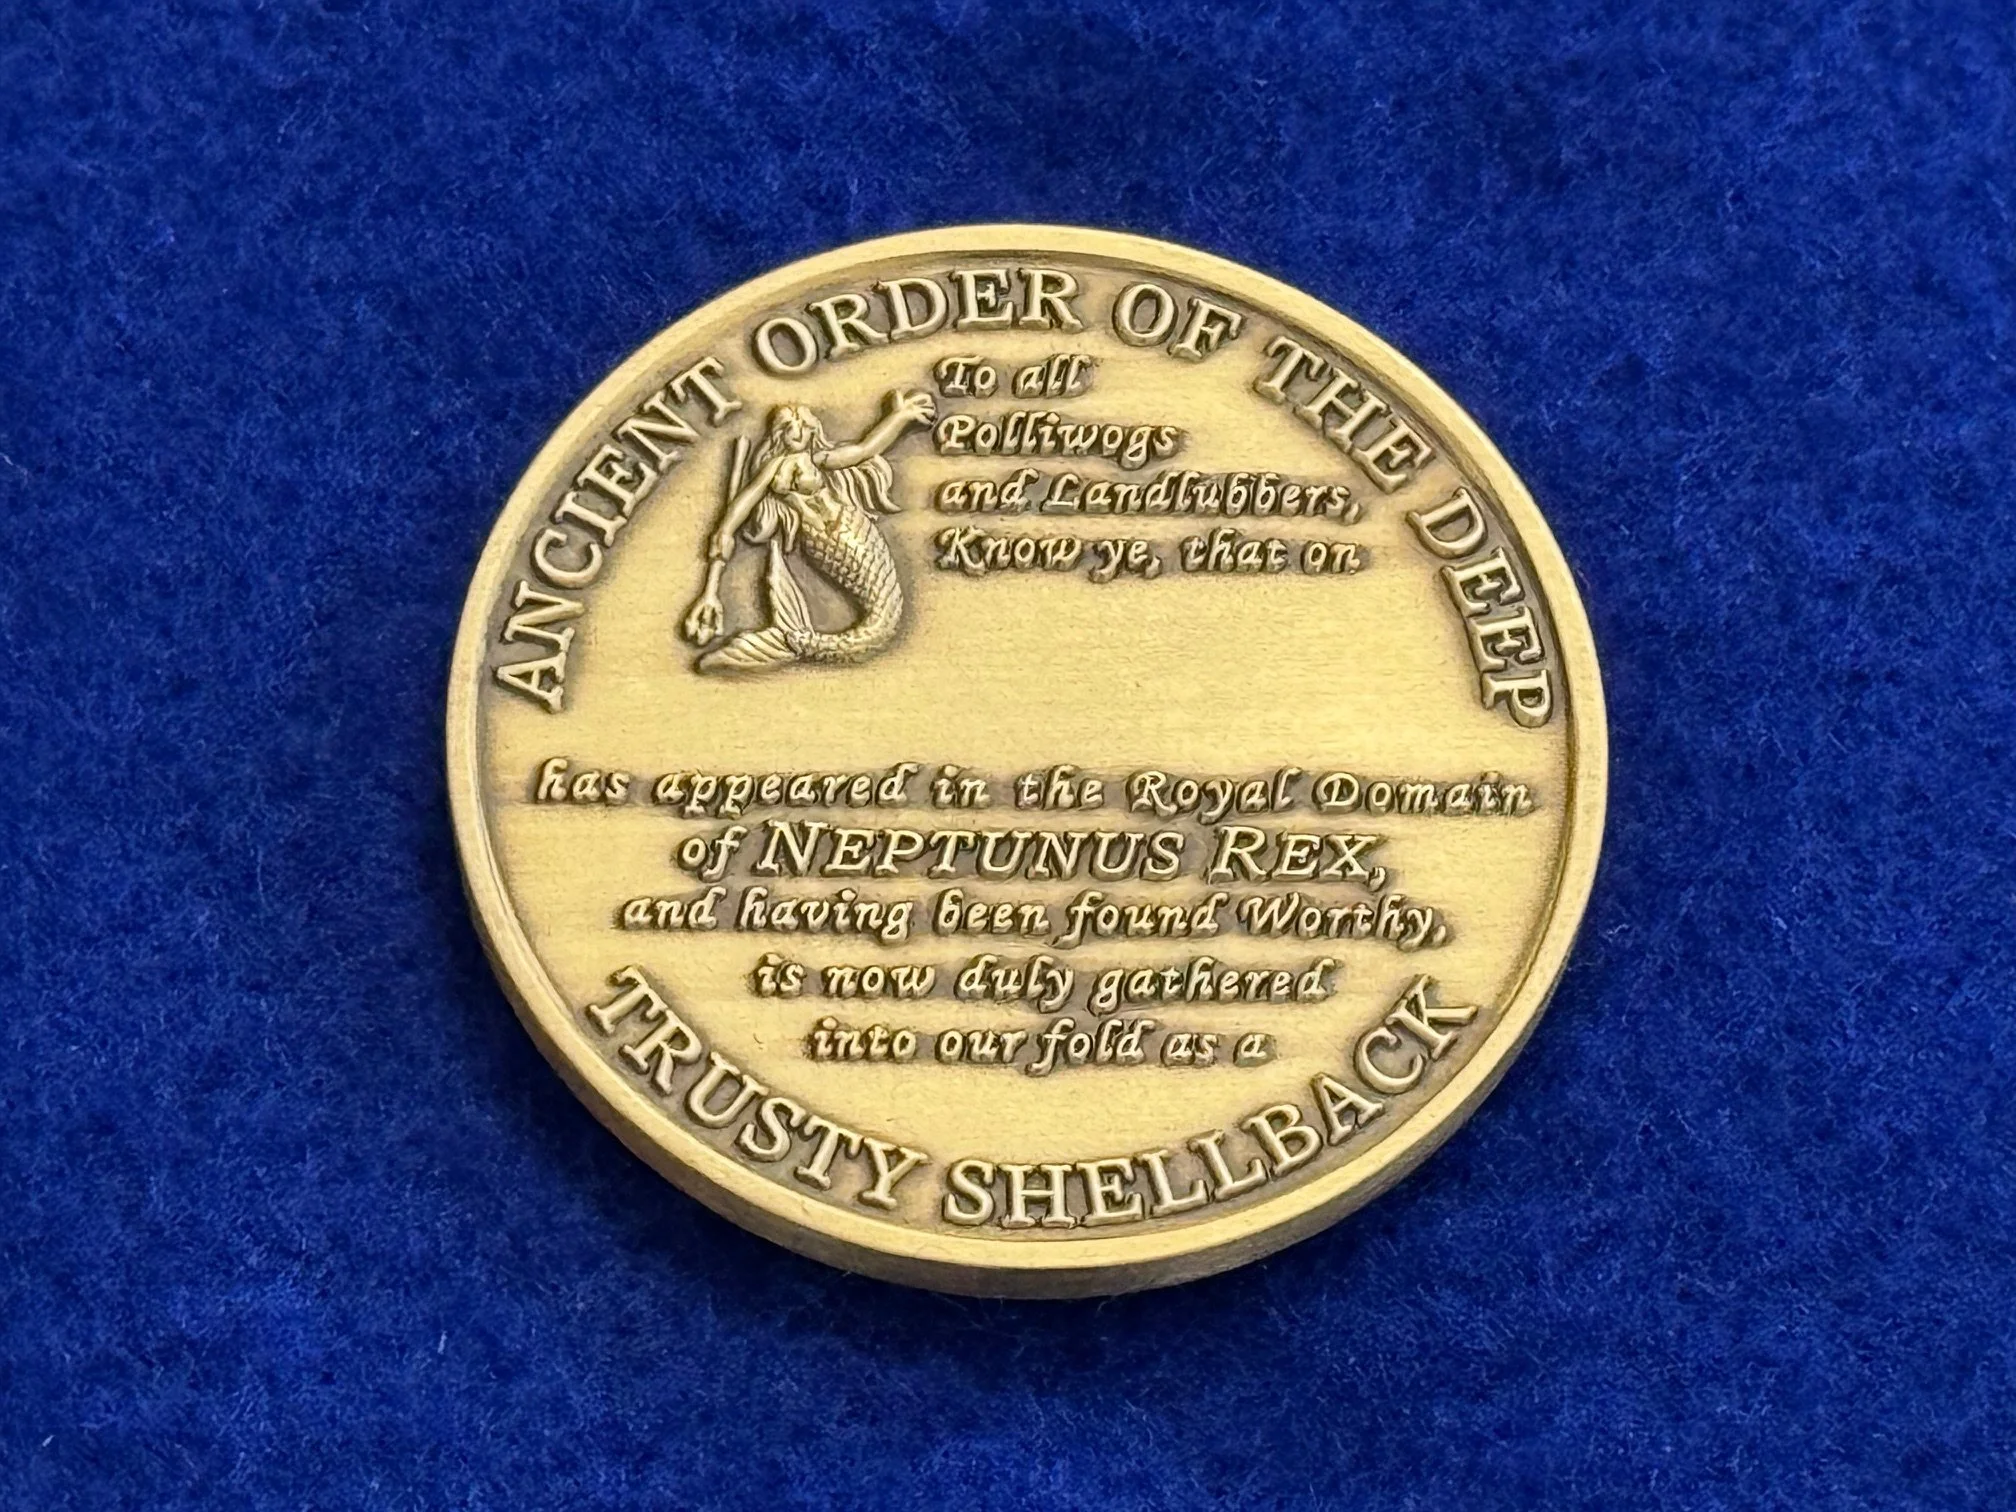 ANCIENT ORDER OF THE DEEP
To all
Polliwogs
and Landlubbers,
Know ye, that on
has appeared in the Royal Domain
of NEPTUNUS REX,
and having been found Worthy,
is now duly gathered
into our fold as a
TRUSTY SHELLBACK